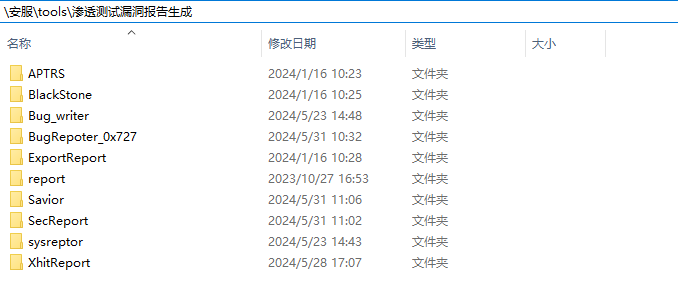 \安服\tools\渗透测试漏洞报告生成
名称 修改日期 类型 大小
APTRS 2024/1/16 10:23 文件夹
BlackStone 2024/1/16 10:25 文件夹
Bug_writer 2024/5/23 14:48 文件夹
BugRepoter_0x727 2024/5/31 10:32 文件夹
ExportReport 2024/1/16 10:28 文件夹
report 2023/10/27 16:53 文件夹
Savior 2024/5/31 11:06 文件夹
SecReport 2024/5/31 11:02 文件夹
sysreptor 2024/5/23 14:43 文件夹
XhitReport 2024/5/28 17:07 文件夹